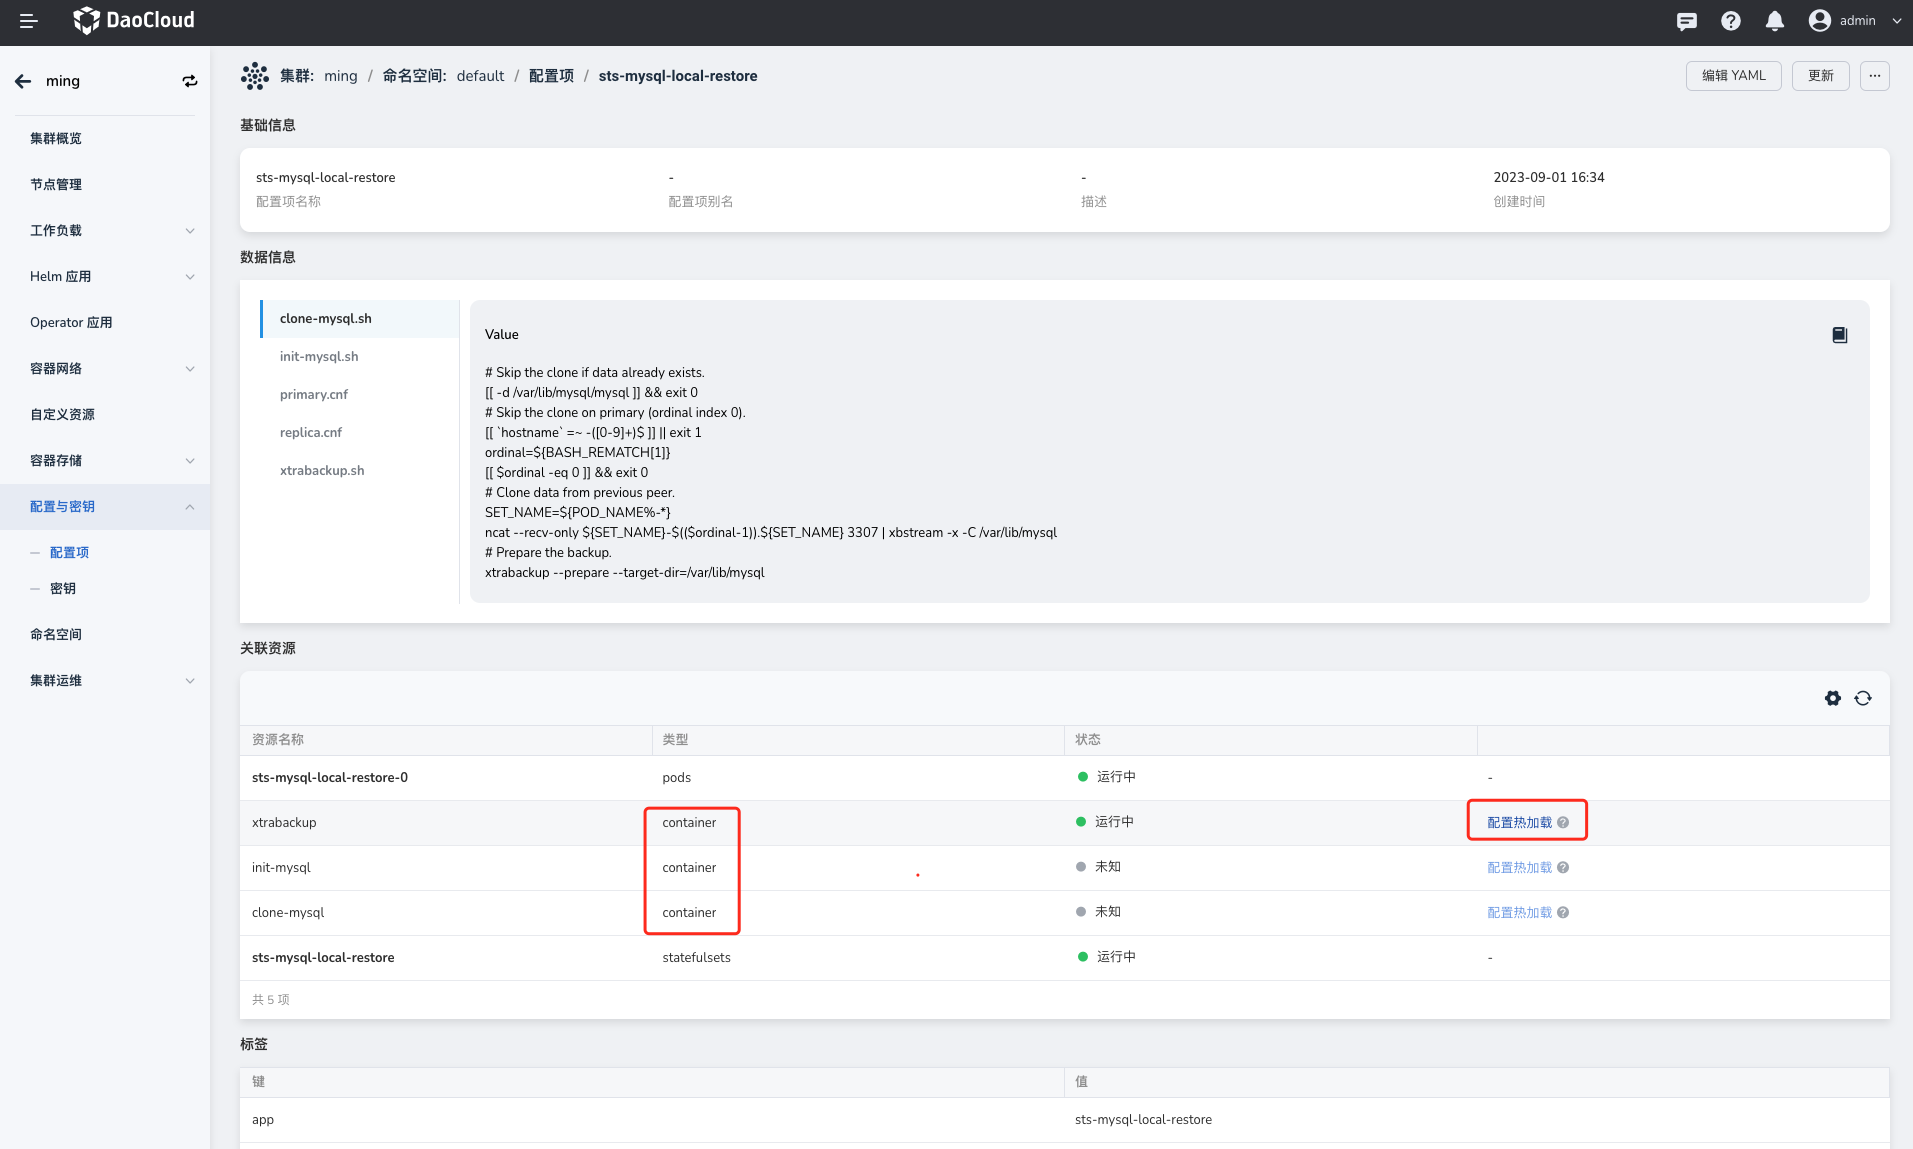 DaoCloud
admin
ming
集群概览
节点管理
工作负载
Helm 应用
Operator 应用
容器网络
自定义资源
容器存储
配置与密钥
配置项
密钥
命名空间
集群运维
集群: ming / 命名空间: default / 配置项 / sts-mysql-local-restore
编辑 YAML
更新
基础信息
sts-mysql-local-restore
配置项名称
-
配置项别名
-
描述
2023-09-01 16:34
创建时间
数据信息
clone-mysql.sh
init-mysql.sh
primary.cnf
replica.cnf
xtrabackup.sh
Value
# Skip the clone if data already exists.
[[ -d /var/lib/mysql/mysql ]] && exit 0
# Skip the clone on primary (ordinal index 0).
[[ `hostname` =~ -([0-9]+)$ ]] || exit 1
ordinal=${BASH_REMATCH[1]}
[[ $ordinal -eq 0 ]] && exit 0
# Clone data from previous peer.
SET_NAME=${POD_NAME%-*}
ncat --recv-only ${SET_NAME}-$(($ordinal-1)).${SET_NAME} 3307 | xbstream -x -C /var/lib/mysql
# Prepare the backup.
xtrabackup --prepare --target-dir=/var/lib/mysql
关联资源
资源名称 类型 状态
sts-mysql-local-restore-0 pods 运行中 -
xtrabackup container 运行中 配置热加载
init-mysql container 未知 配置热加载
clone-mysql container 未知 配置热加载
sts-mysql-local-restore statefulsets 运行中 -
共 5 项
标签
键 值
app sts-mysql-local-restore